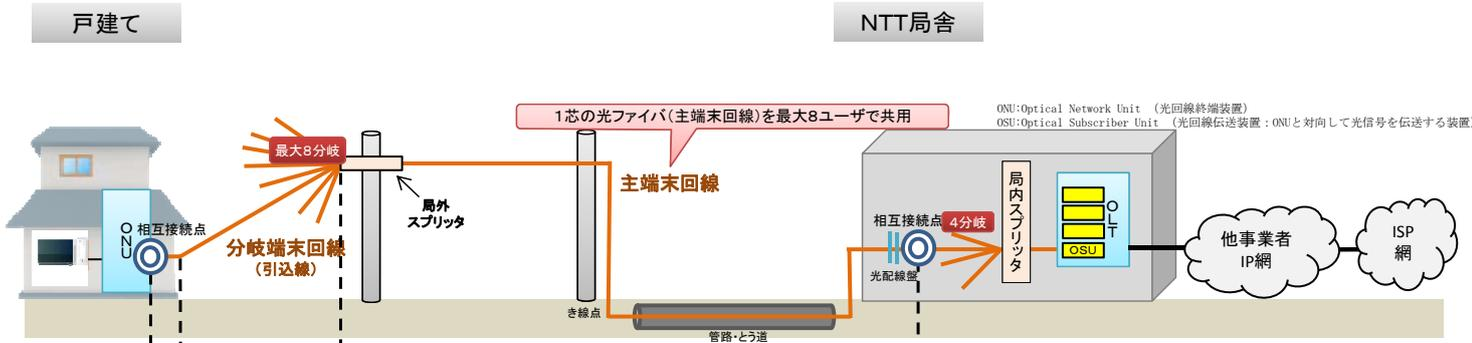 戸建て
NTT局舎
1芯の光ファイバ(主端末回線)を最大8ユーザで共用
ONU:Optical Network Unit (光回線終端装置)
OSU:Optical Subscriber Unit (光回線伝送装置:ONUと対向して光信号を伝送する装置)
最大8分岐
主端末回線
局外
スプリッタ
ONU
相互接続点
分岐端末回線
(引込線)
き線点
管路・とう道
相互接続点
4分岐
光配線盤
局内スプリッタ
OLT
OSU
他事業者
IP網
ISP
網